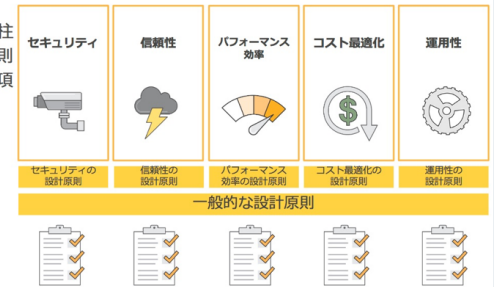 柱
則
項
セキュリティ
信頼性
パフォーマンス
効率
コスト最適化
運用性
セキュリティの
設計原則
信頼性の
設計原則
パフォーマンス
効率の設計原則
コスト最適化の
設計原則
運用性の
設計原則
一般的な設計原則